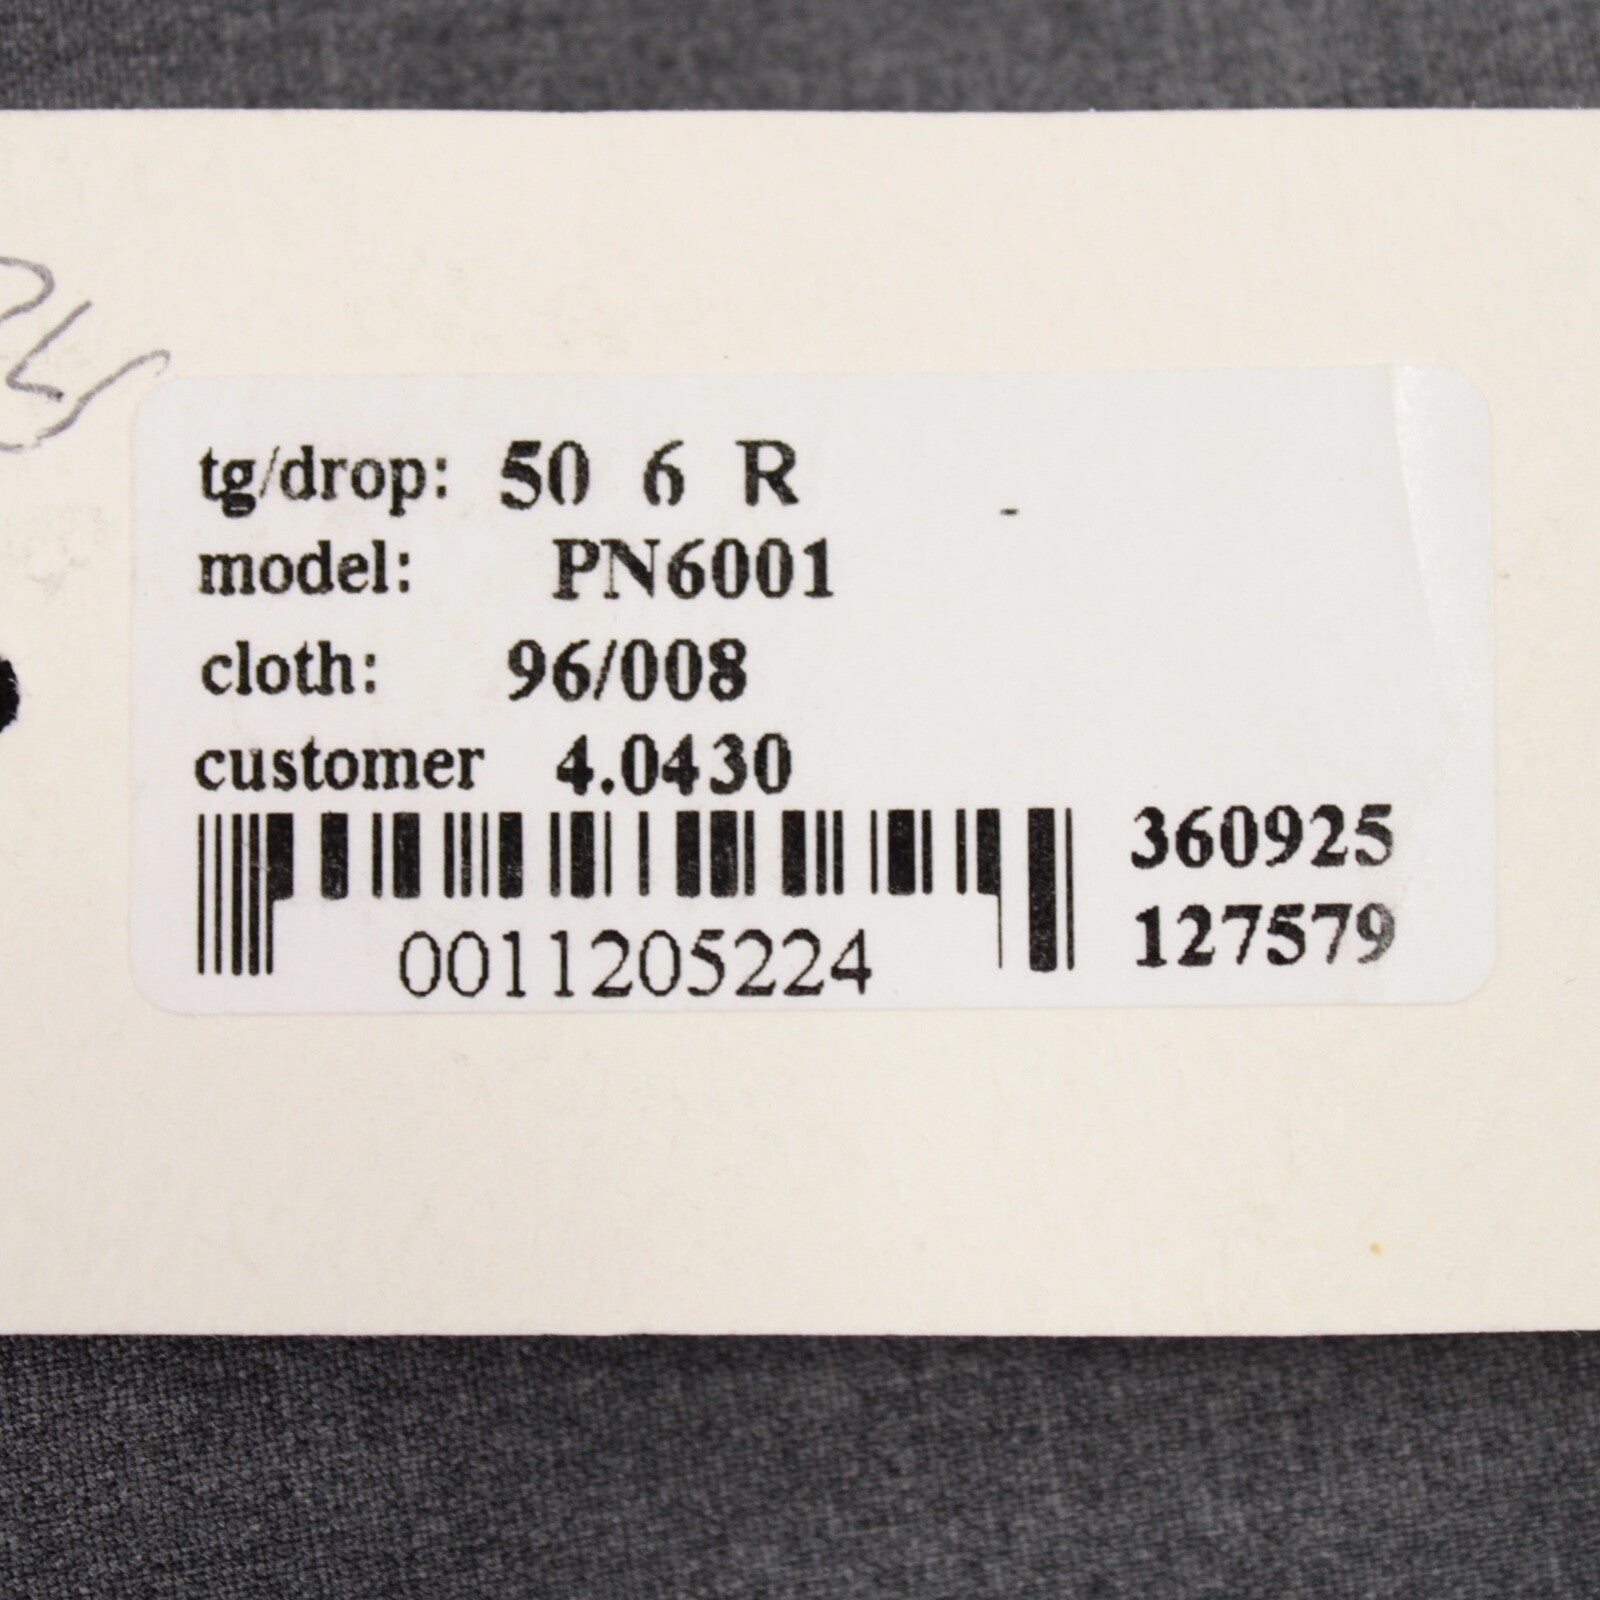 tg/drop: 50 6 R -
model: PN6001
cloth: 96/008
customer 4.0430
360925
0011205224
127579